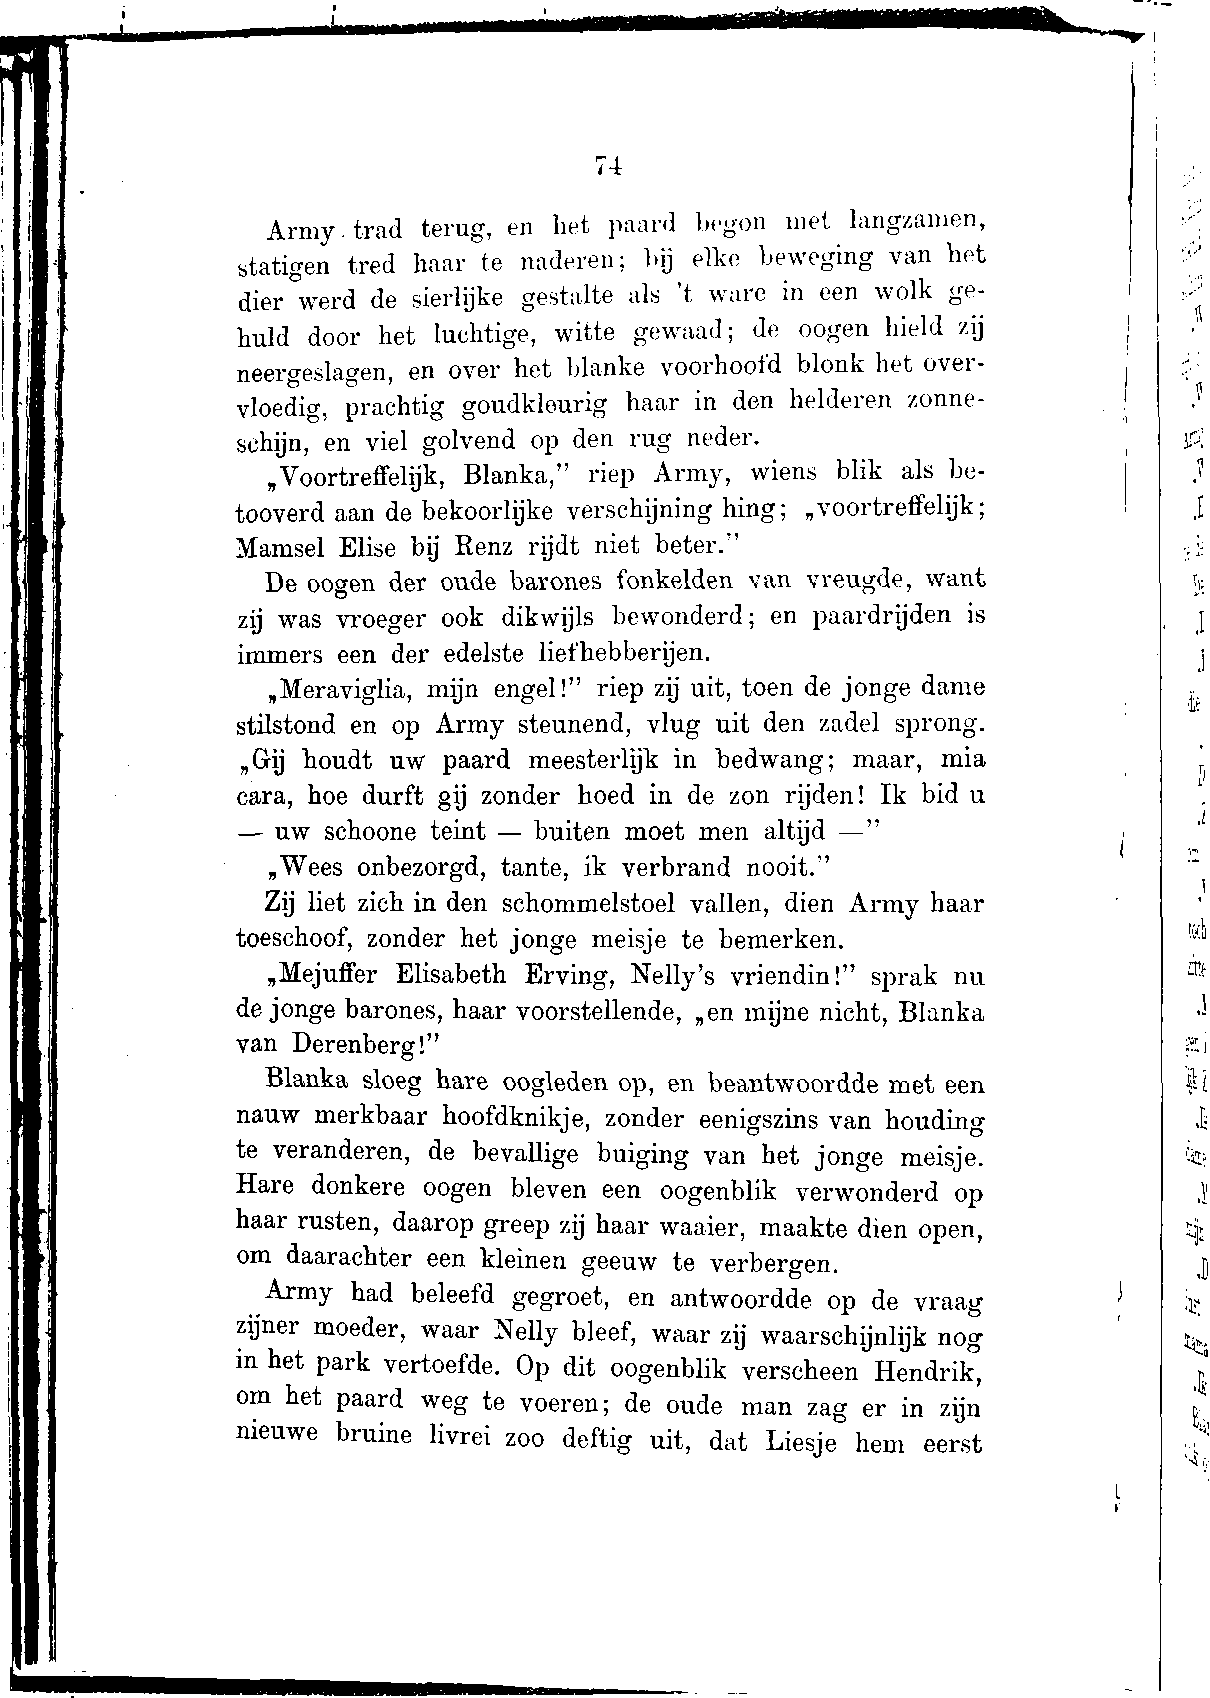 74
Army trad terug, en het paard begon met langzamen,
statigen tred haar te naderen; bij elke beweging van het
dier werd de sierlijke gestalte als 't ware in een wolk ge-
huld door het luchtige, witte gewaad; de oogen hield zij
neergeslagen, en over het blanke voorhoofd blonk het over-
vloedig, prachtig goudkleurig haar in den helderen zonne-
schijn, en viel golvend op den rug neder.
„Voortreffelijk, Blanka,” riep Army, wiens blik als be-
tooverd aan de bekoorlijke verschijning hing; „voortreffelijk;
Mamsel Elise bij Renz rijdt niet beter.”
De oogen der oude barones fonkelden van vreugde, want
zij was vroeger ook dikwijls bewonderd; en paardrijden is
immers een der edelste liefhebberijen.
„Meraviglia, mijn engel!” riep zij uit, toen de jonge dame
stilstond en op Army steunend, vlug uit den zadel sprong.
„Gij houdt uw paard meesterlijk in bedwang; maar, mia
cara, hoe durft gij zonder hoed in de zon rijden! Ik bid u
— uw schoone teint — buiten moet men altijd —”
„Wees onbezorgd, tante, ik verbrand nooit.”
Zij liet zich in den schommelstoel vallen, dien Army haar
toeschoof, zonder het jonge meisje te bemerken.
„Mejuffer Elisabeth Erving, Nelly's vriendin!” sprak nu
de jonge barones, haar voorstellende, „en mijne nicht, Blanka
van Derenberg!”
Blanka sloeg hare oogleden op, en beantwoordde met een
nauw merkbaar hoofdknikje, zonder eenigszins van houding
te veranderen, de bevallige buiging van het jonge meisje.
Hare donkere oogen bleven een oogenblik verwonderd op
haar rusten, daarop greep zij haar waaier, maakte dien open,
om daarachter een kleinen geeuw te verbergen.
Army had beleefd gegroet, en antwoordde op de vraag
zijner moeder, waar Nelly bleef, waar zij waarschijnlijk nog
in het park vertoefde. Op dit oogenblik verscheen Hendrik,
om het paard weg te voeren; de oude man zag er in zijn
nieuwe bruine livrei zoo deftig uit, dat Liesje hem eerst